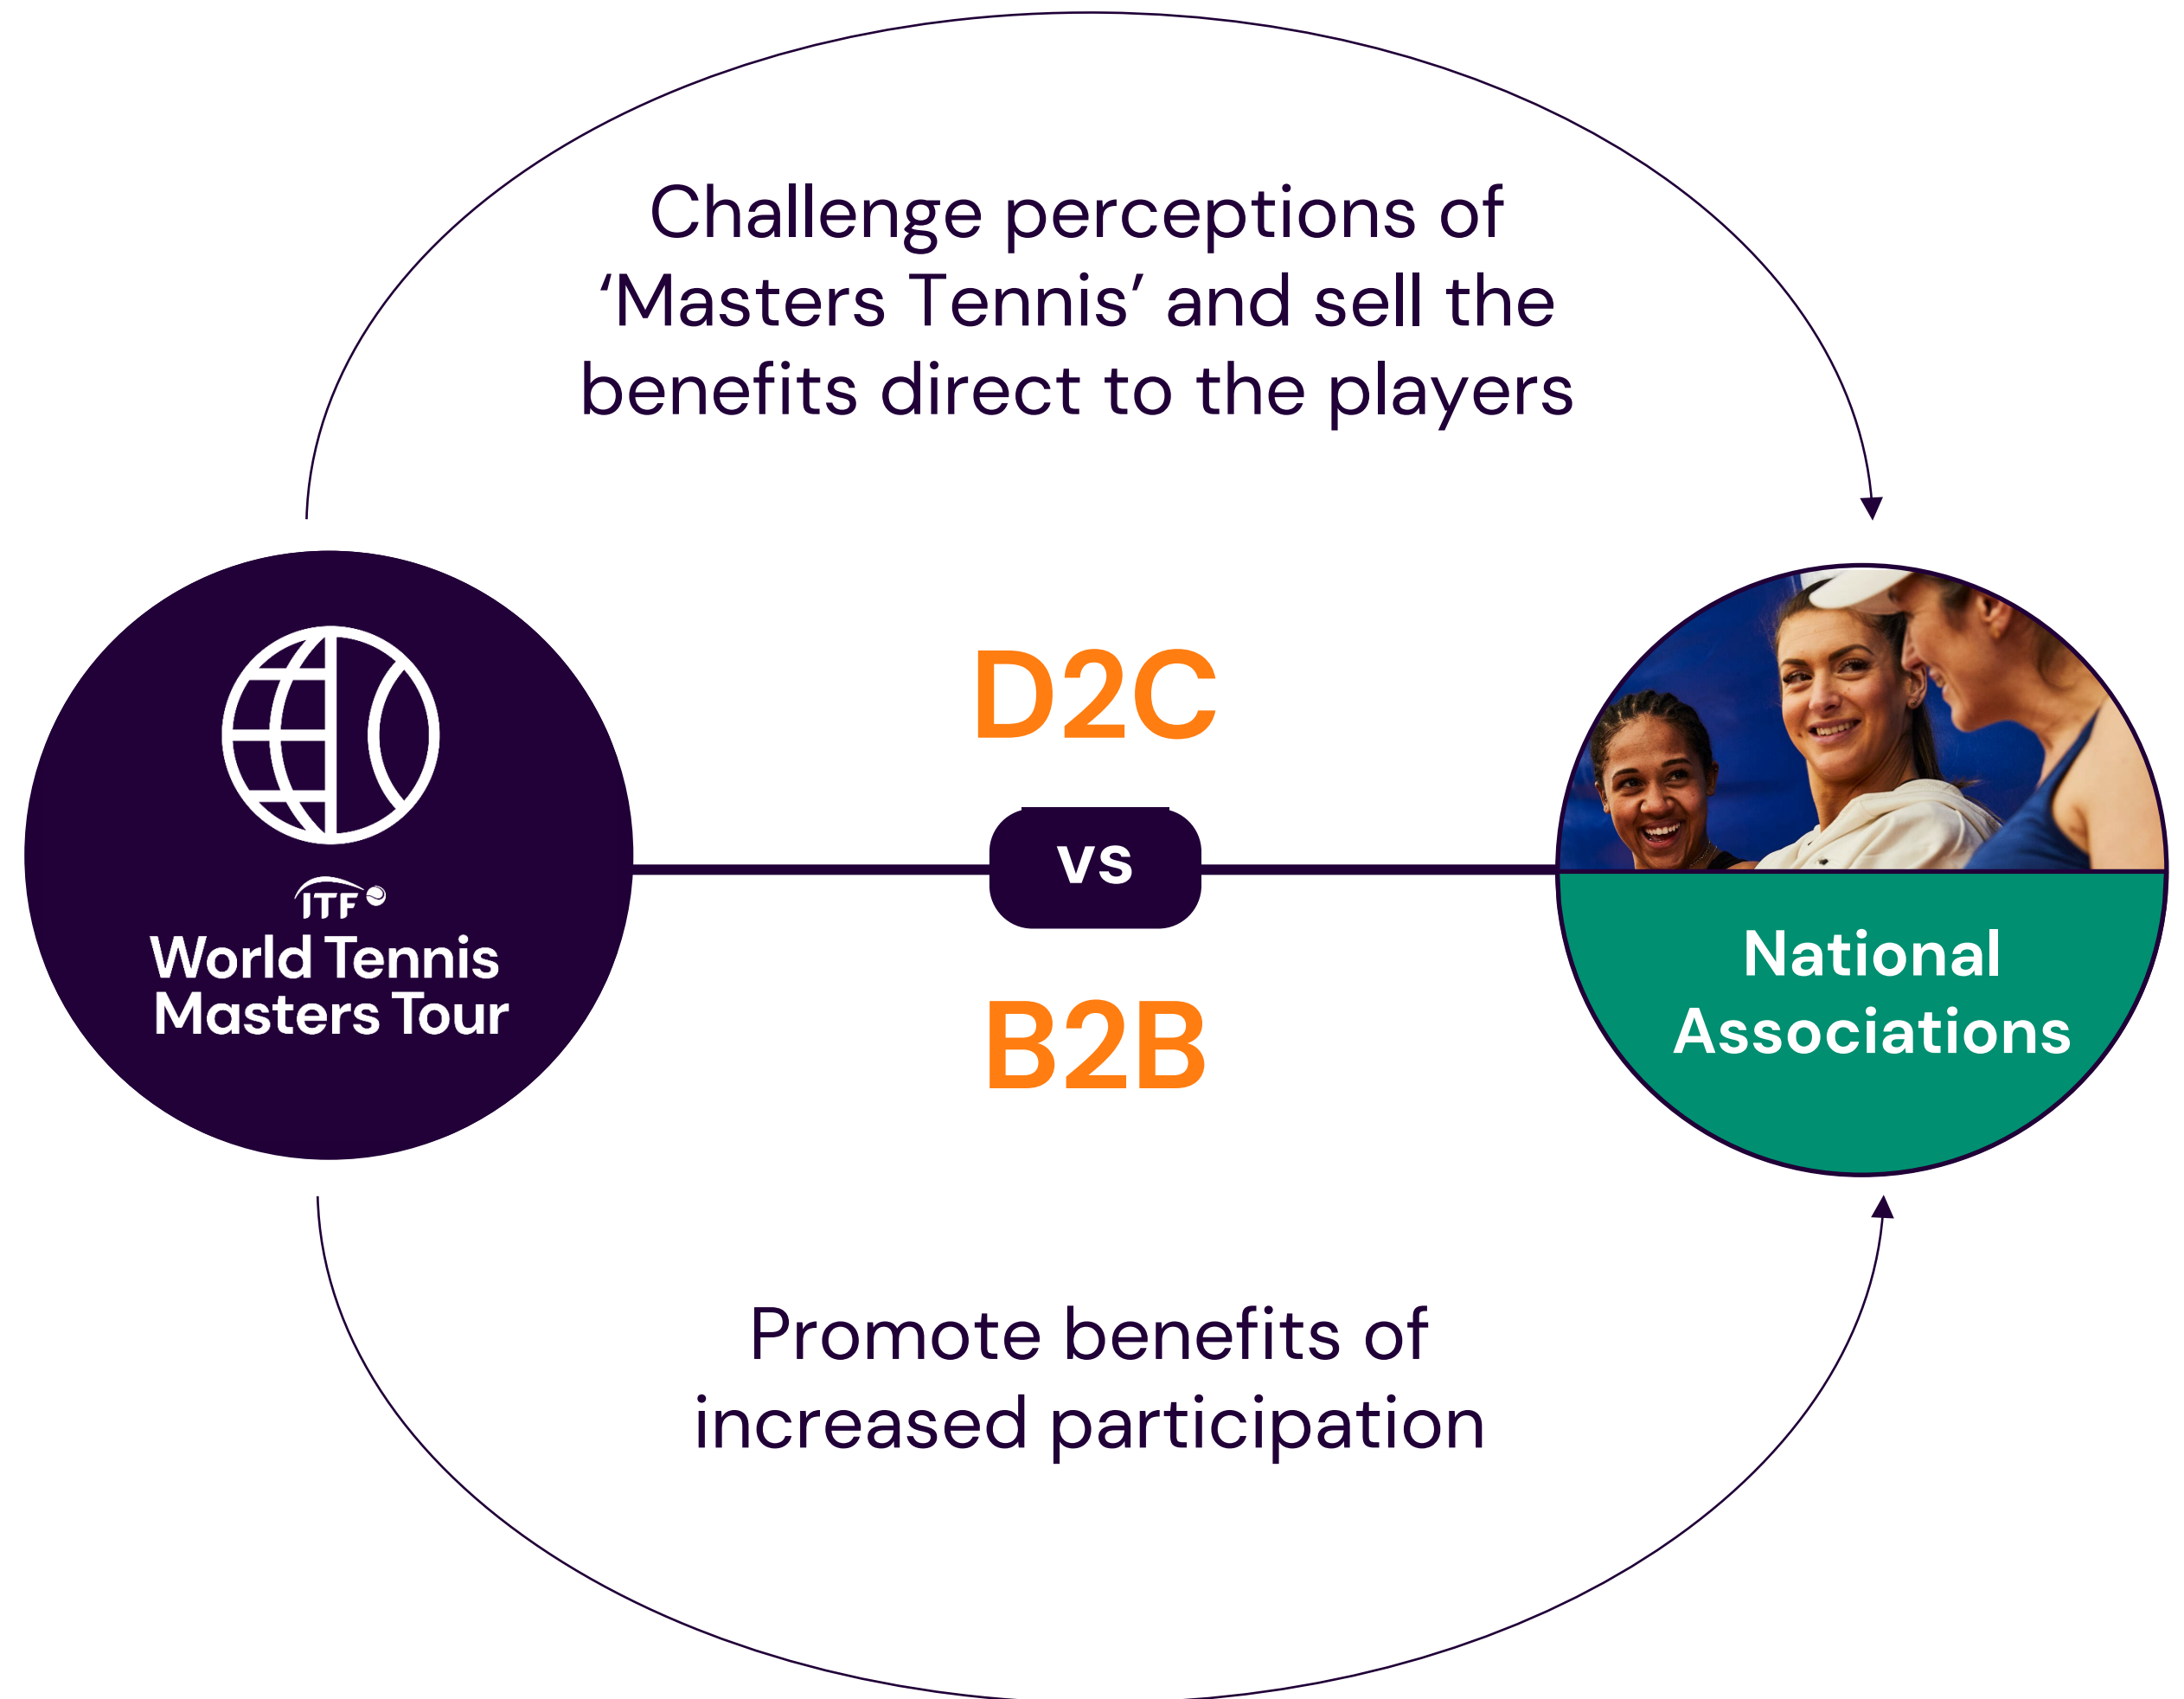 Challenge perceptions of
‘Masters Tennis’ and sell the
benefits direct to the players
D2C
vs
B2B
ITF
World Tennis
Masters Tour
National
Associations
Promote benefits of
increased participation